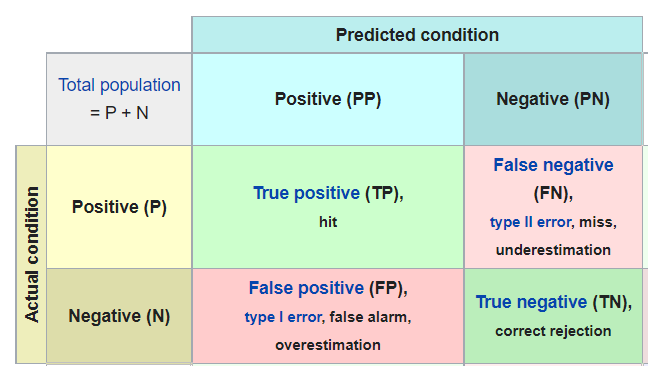 Predicted condition
Total population
= P + N
Positive (PP)
Negative (PN)
Actual condition
Positive (P)
True positive (TP),
hit
False negative
(FN),
type II error, miss,
underestimation
Negative (N)
False positive (FP),
type I error, false alarm,
overestimation
True negative (TN),
correct rejection